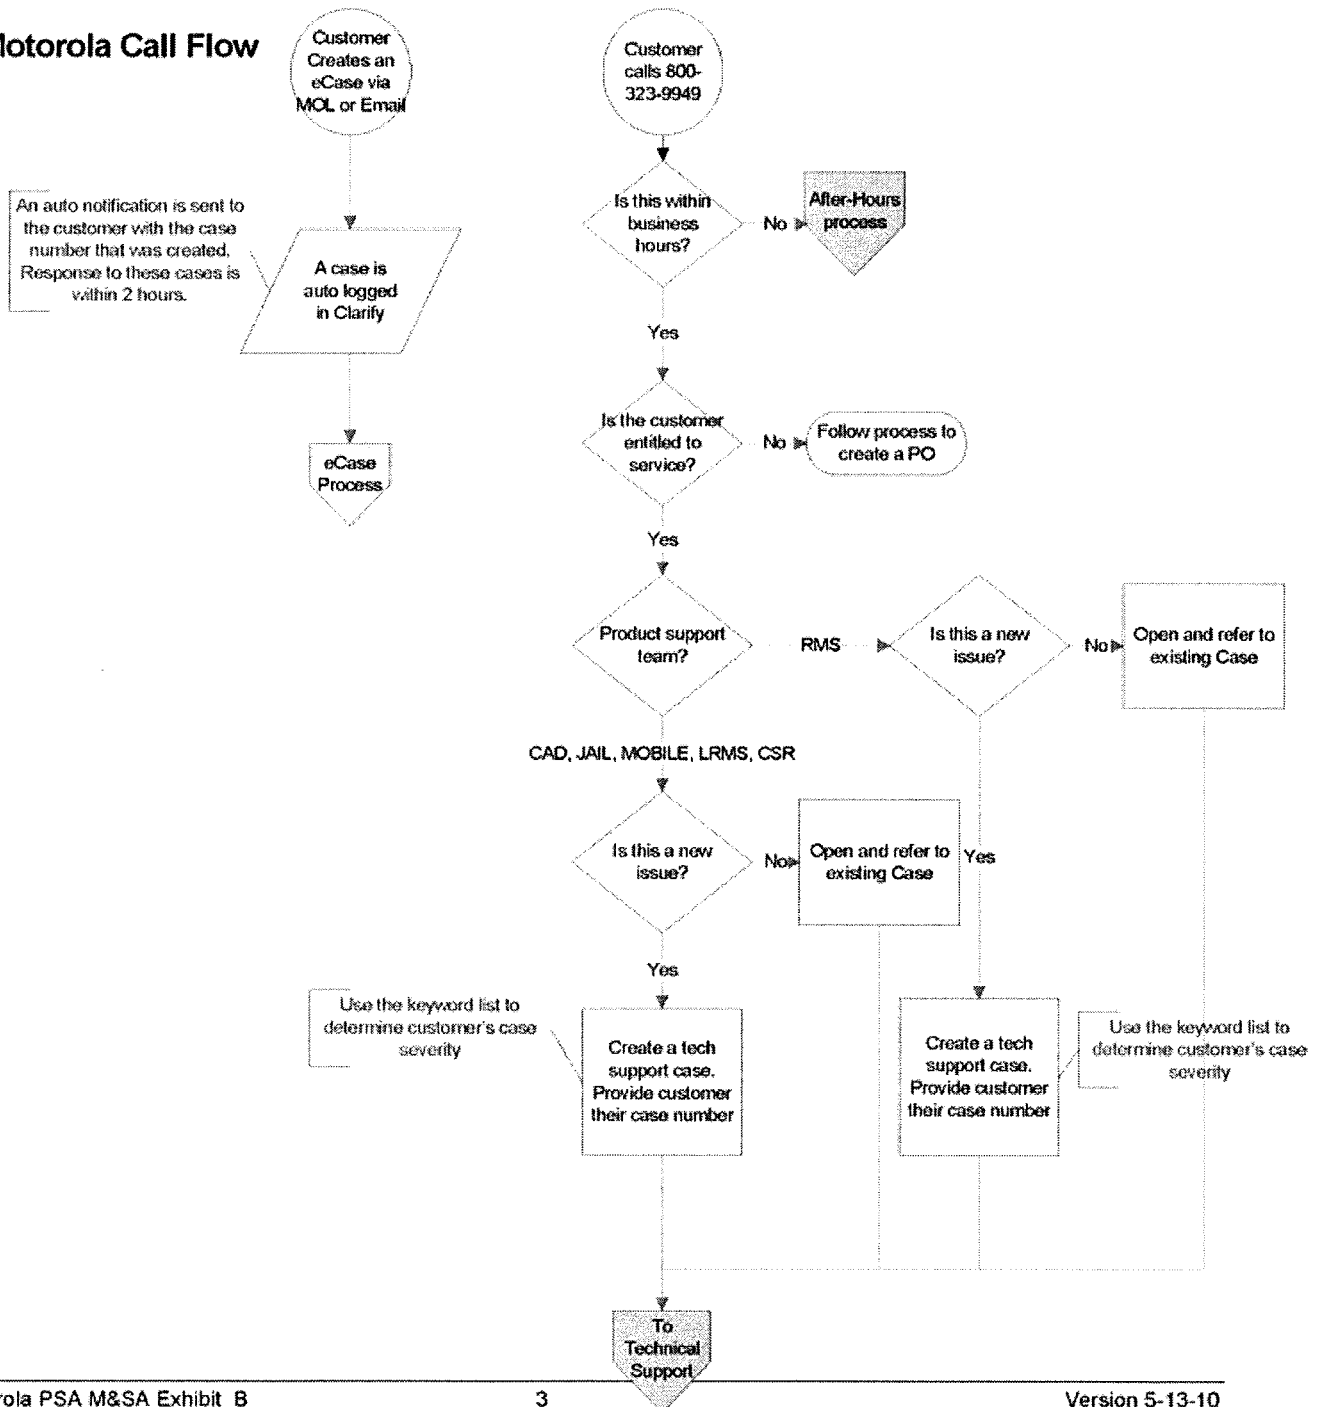 Motorola Call Flow
Customer
Creates an
eCase via
MOL or Email
Customer
calls 800-
323-9949
An auto notification is sent to
the customer with the case
number that was created.
Response to these cases is
within 2 hours.
A case is
auto logged
in Clarify
eCase
Process
Is this within
business
hours?
No
After-Hours
process
Yes
Is the customer
entitled to
service?
No
Follow process to
create a PO
Yes
Product support
team?
RMS
Is this a new
issue?
No
Open and refer to
existing Case
CAD, JAIL, MOBILE, LRMS, CSR
Is this a new
issue?
No
Open and refer to
existing Case
Yes
Yes
Use the keyword list to
determine customer's case
severity
Create a tech
support case.
Provide customer
their case number
Create a tech
support case.
Provide customer
their case number
Use the keyword list to
determine customer's case
severity
To
Technical
Support
rola PSA M&SA Exhibit B
3
Version 5-13-10